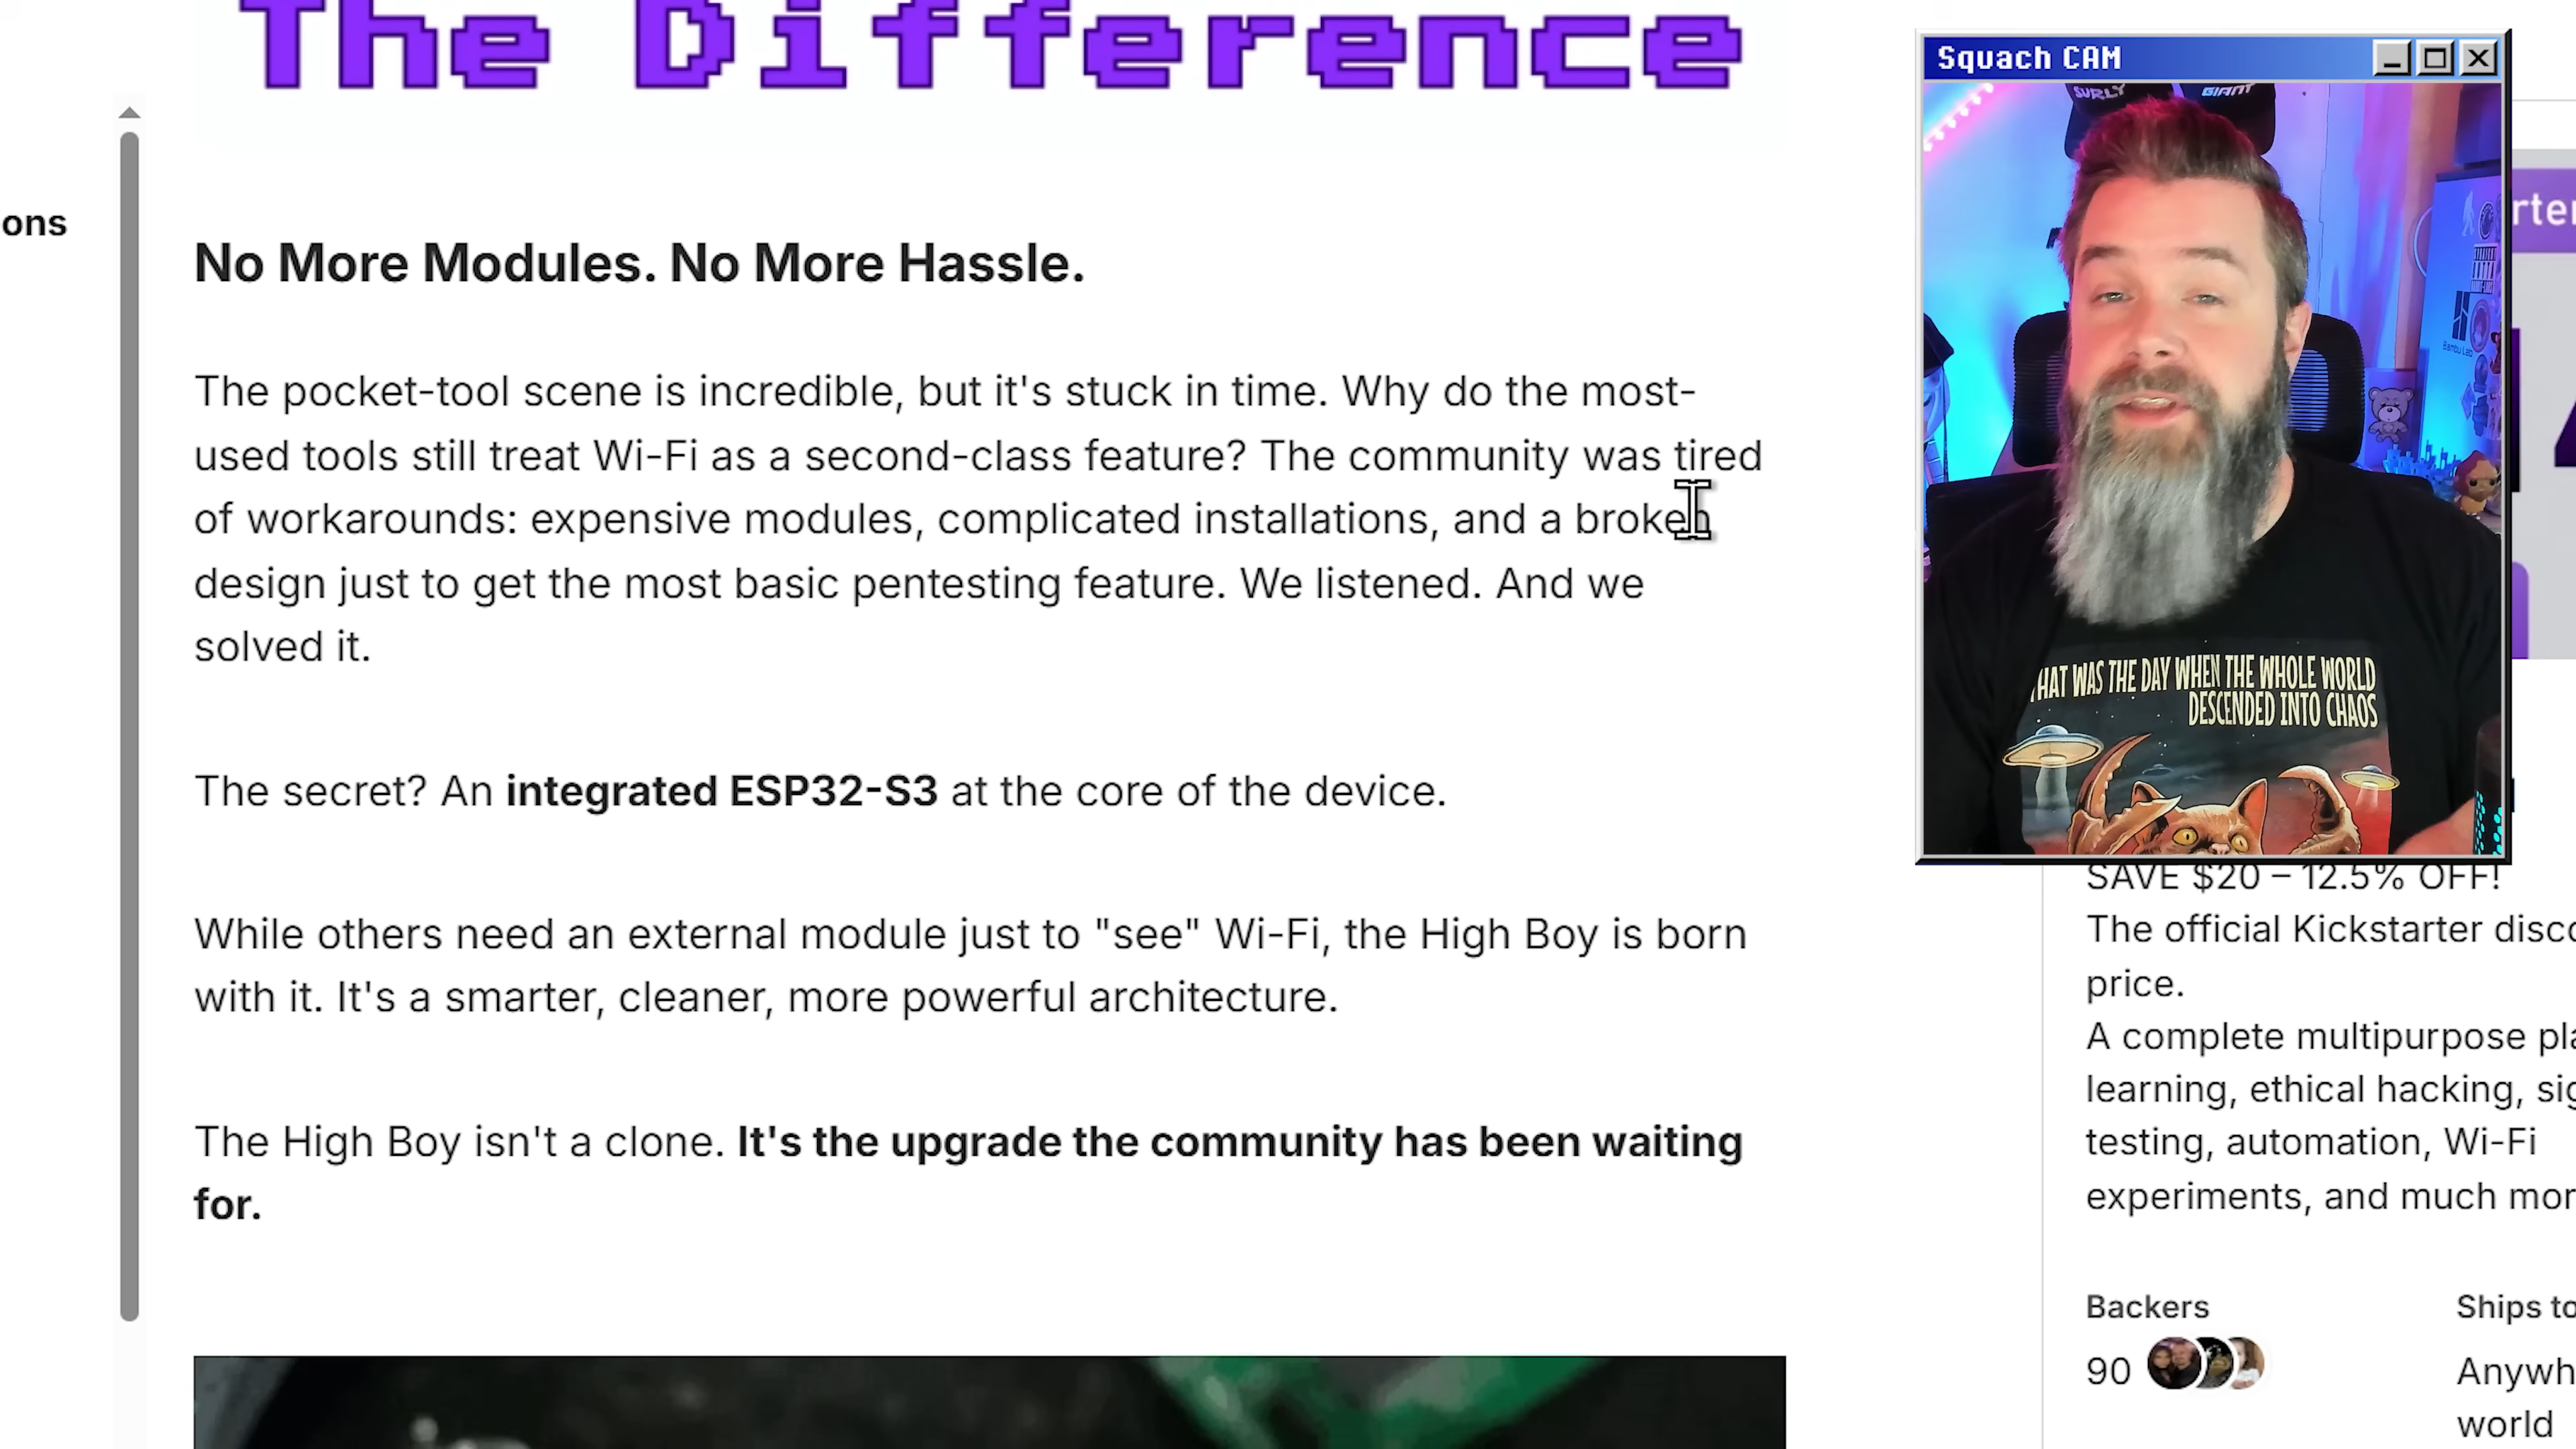 The Difference
ons
No More Modules. No More Hassle.
The pocket-tool scene is incredible, but it's stuck in time. Why do the most-
used tools still treat Wi-Fi as a second-class feature? The community was tired
of workarounds: expensive modules, complicated installations, and a broken
design just to get the most basic pentesting feature. We listened. And we
solved it.
The secret? An integrated ESP32-S3 at the core of the device.
While others need an external module just to "see" Wi-Fi, the High Boy is born
with it. It's a smarter, cleaner, more powerful architecture.
The High Boy isn't a clone. It's the upgrade the community has been waiting
for.
Squach CAM
SURLY
GIANT
Bambu Lab
HAT WAS THE DAY WHEN THE WHOLE WORLD
DESCENDED INTO CHAOS
rter
SAVE $20 – 12.5% OFF!
The official Kickstarter disco
price.
A complete multipurpose pla
learning, ethical hacking, sig
testing, automation, Wi-Fi
experiments, and much mor
Backers
Ships to
90
Anywh
world